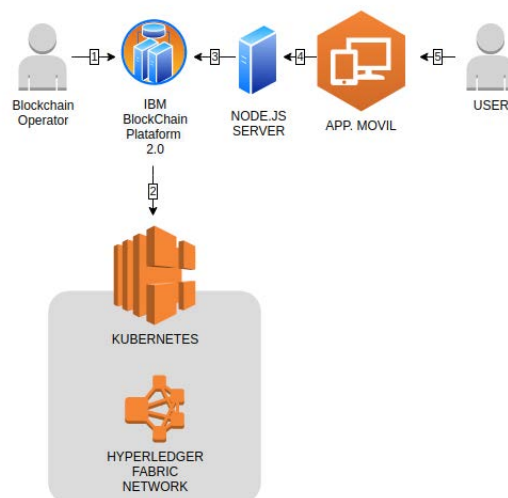 1
3
4
5
Blockchain
Operator
IBM
BlockChain
Plataform
2.0
NODE.JS
SERVER
APP. MOVIL
USER
2
KUBERNETES
HYPERLEDGER
FABRIC
NETWORK